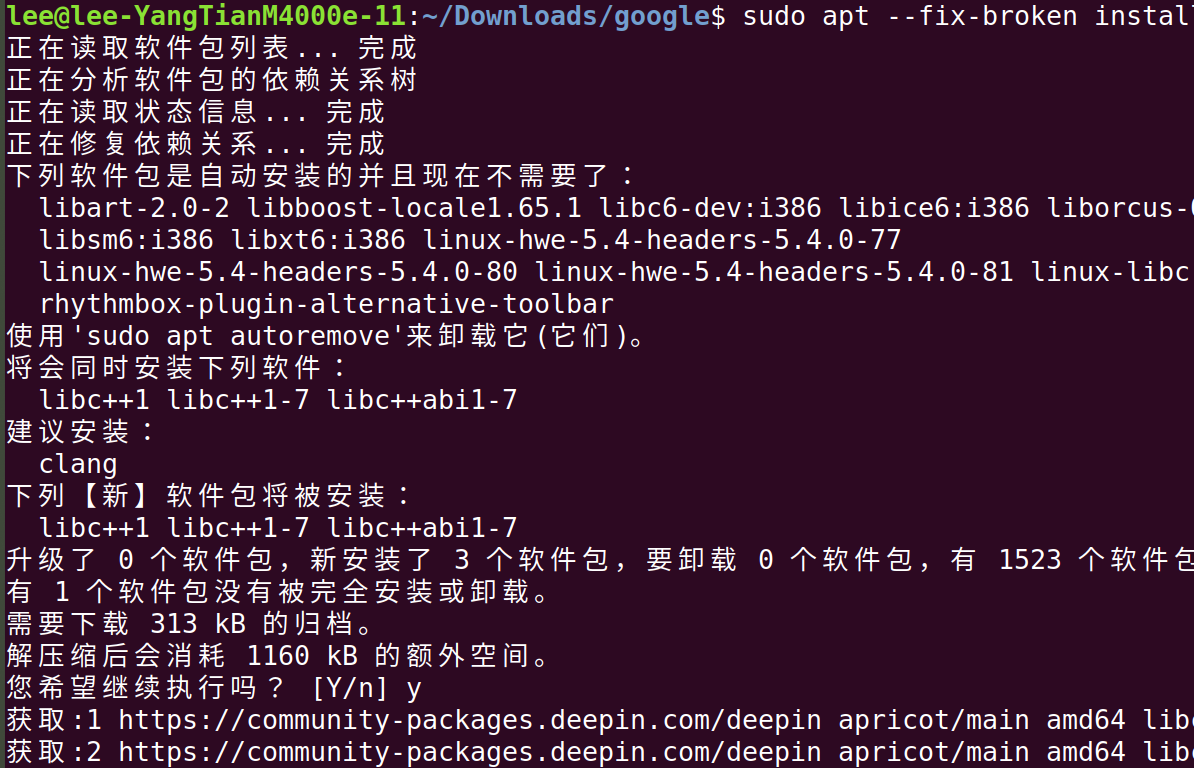 lee@lee-YangTianM4000e-11:~/Downloads/google$ sudo apt --fix-broken install
正在读取软件包列表... 完成
正在分析软件包的依赖关系树
正在读取状态信息... 完成
正在修复依赖关系... 完成
下列软件包是自动安装的并且现在不需要了：
  libart-2.0-2 libboost-locale1.65.1 libc6-dev:i386 libice6:i386 liborcus-
  libsm6:i386 libxt6:i386 linux-hwe-5.4-headers-5.4.0-77
  linux-hwe-5.4-headers-5.4.0-80 linux-hwe-5.4-headers-5.4.0-81 linux-libc
  rhythmbox-plugin-alternative-toolbar
使用'sudo apt autoremove'来卸载它(它们)。
将会同时安装下列软件：
  libc++1 libc++1-7 libc++abi1-7
建议安装：
  clang
下列【新】软件包将被安装：
  libc++1 libc++1-7 libc++abi1-7
升级了 0 个软件包，新安装了 3 个软件包，要卸载 0 个软件包，有 1523 个软件包
有 1 个软件包没有被完全安装或卸载。
需要下载 313 kB 的归档。
解压缩后会消耗 1160 kB 的额外空间。
您希望继续执行吗？ [Y/n] y
获取:1 https://community-packages.deepin.com/deepin apricot/main amd64 libc
获取:2 https://community-packages.deepin.com/deepin apricot/main amd64 libc